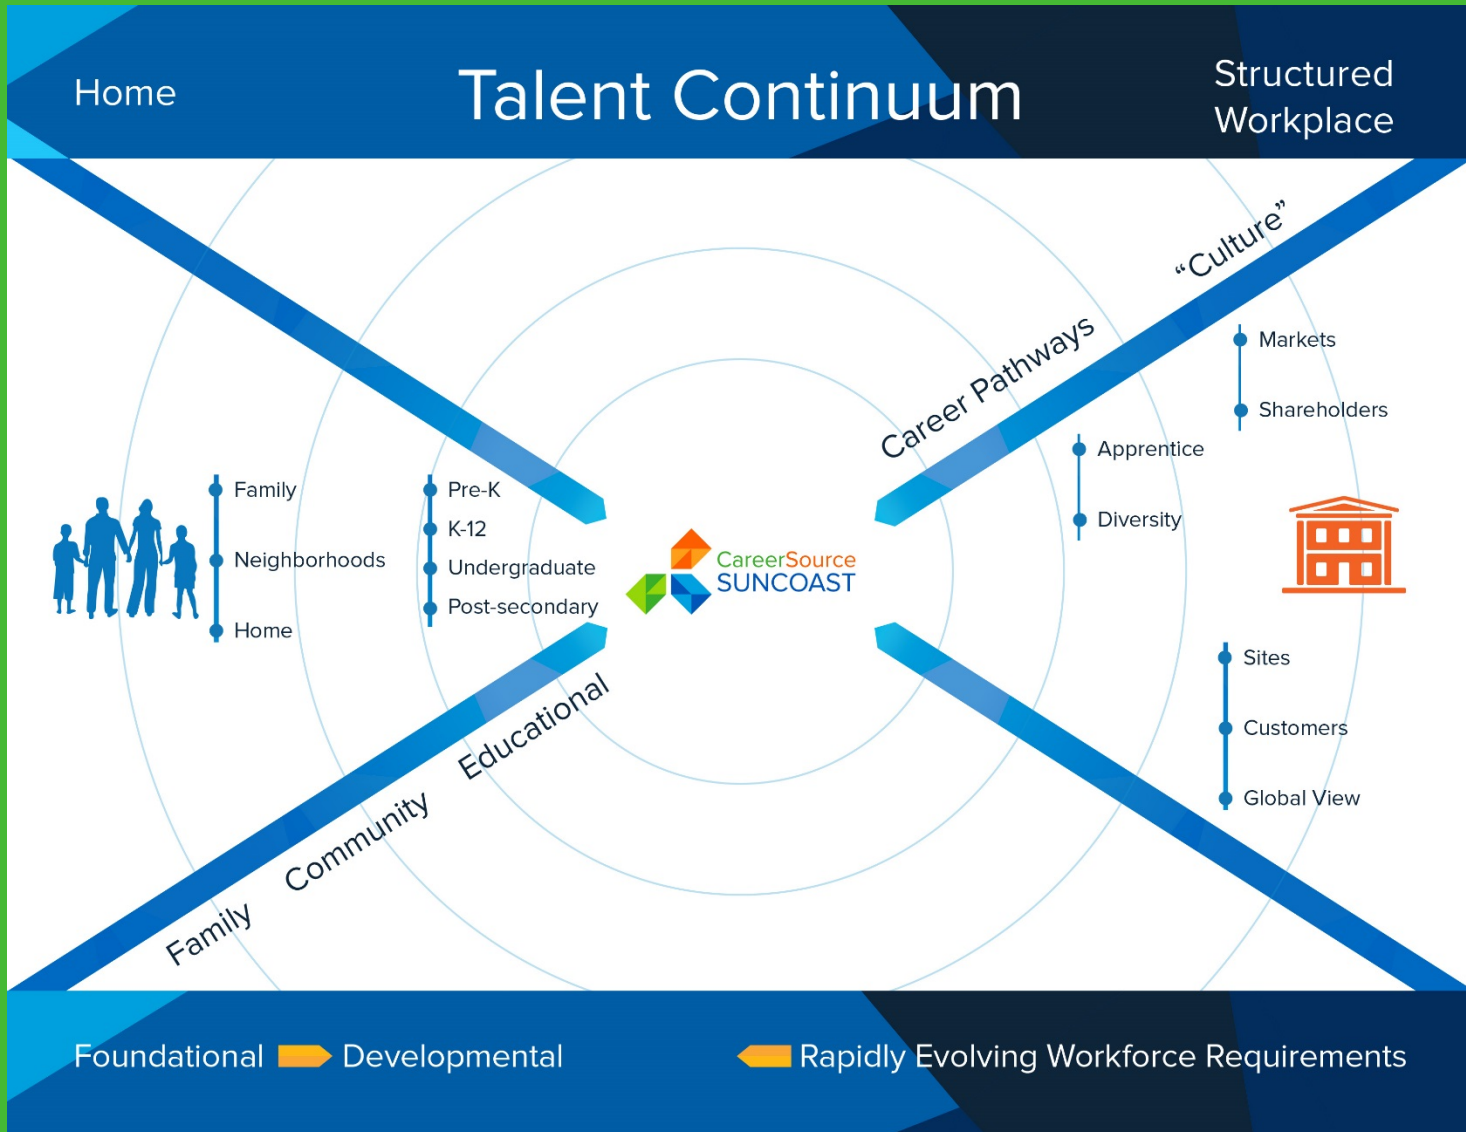 Home
Talent Continuum
Structured
Workplace
“Culture”
Career Pathways
Markets
Shareholders
Apprentice
Diversity
Family
Neighborhoods
Home
Pre-K
K-12
Undergraduate
Post-secondary
CareerSource
SUNCOAST
Sites
Customers
Global View
Educational
Community
Family
Foundational
Developmental
Rapidly Evolving Workforce Requirements